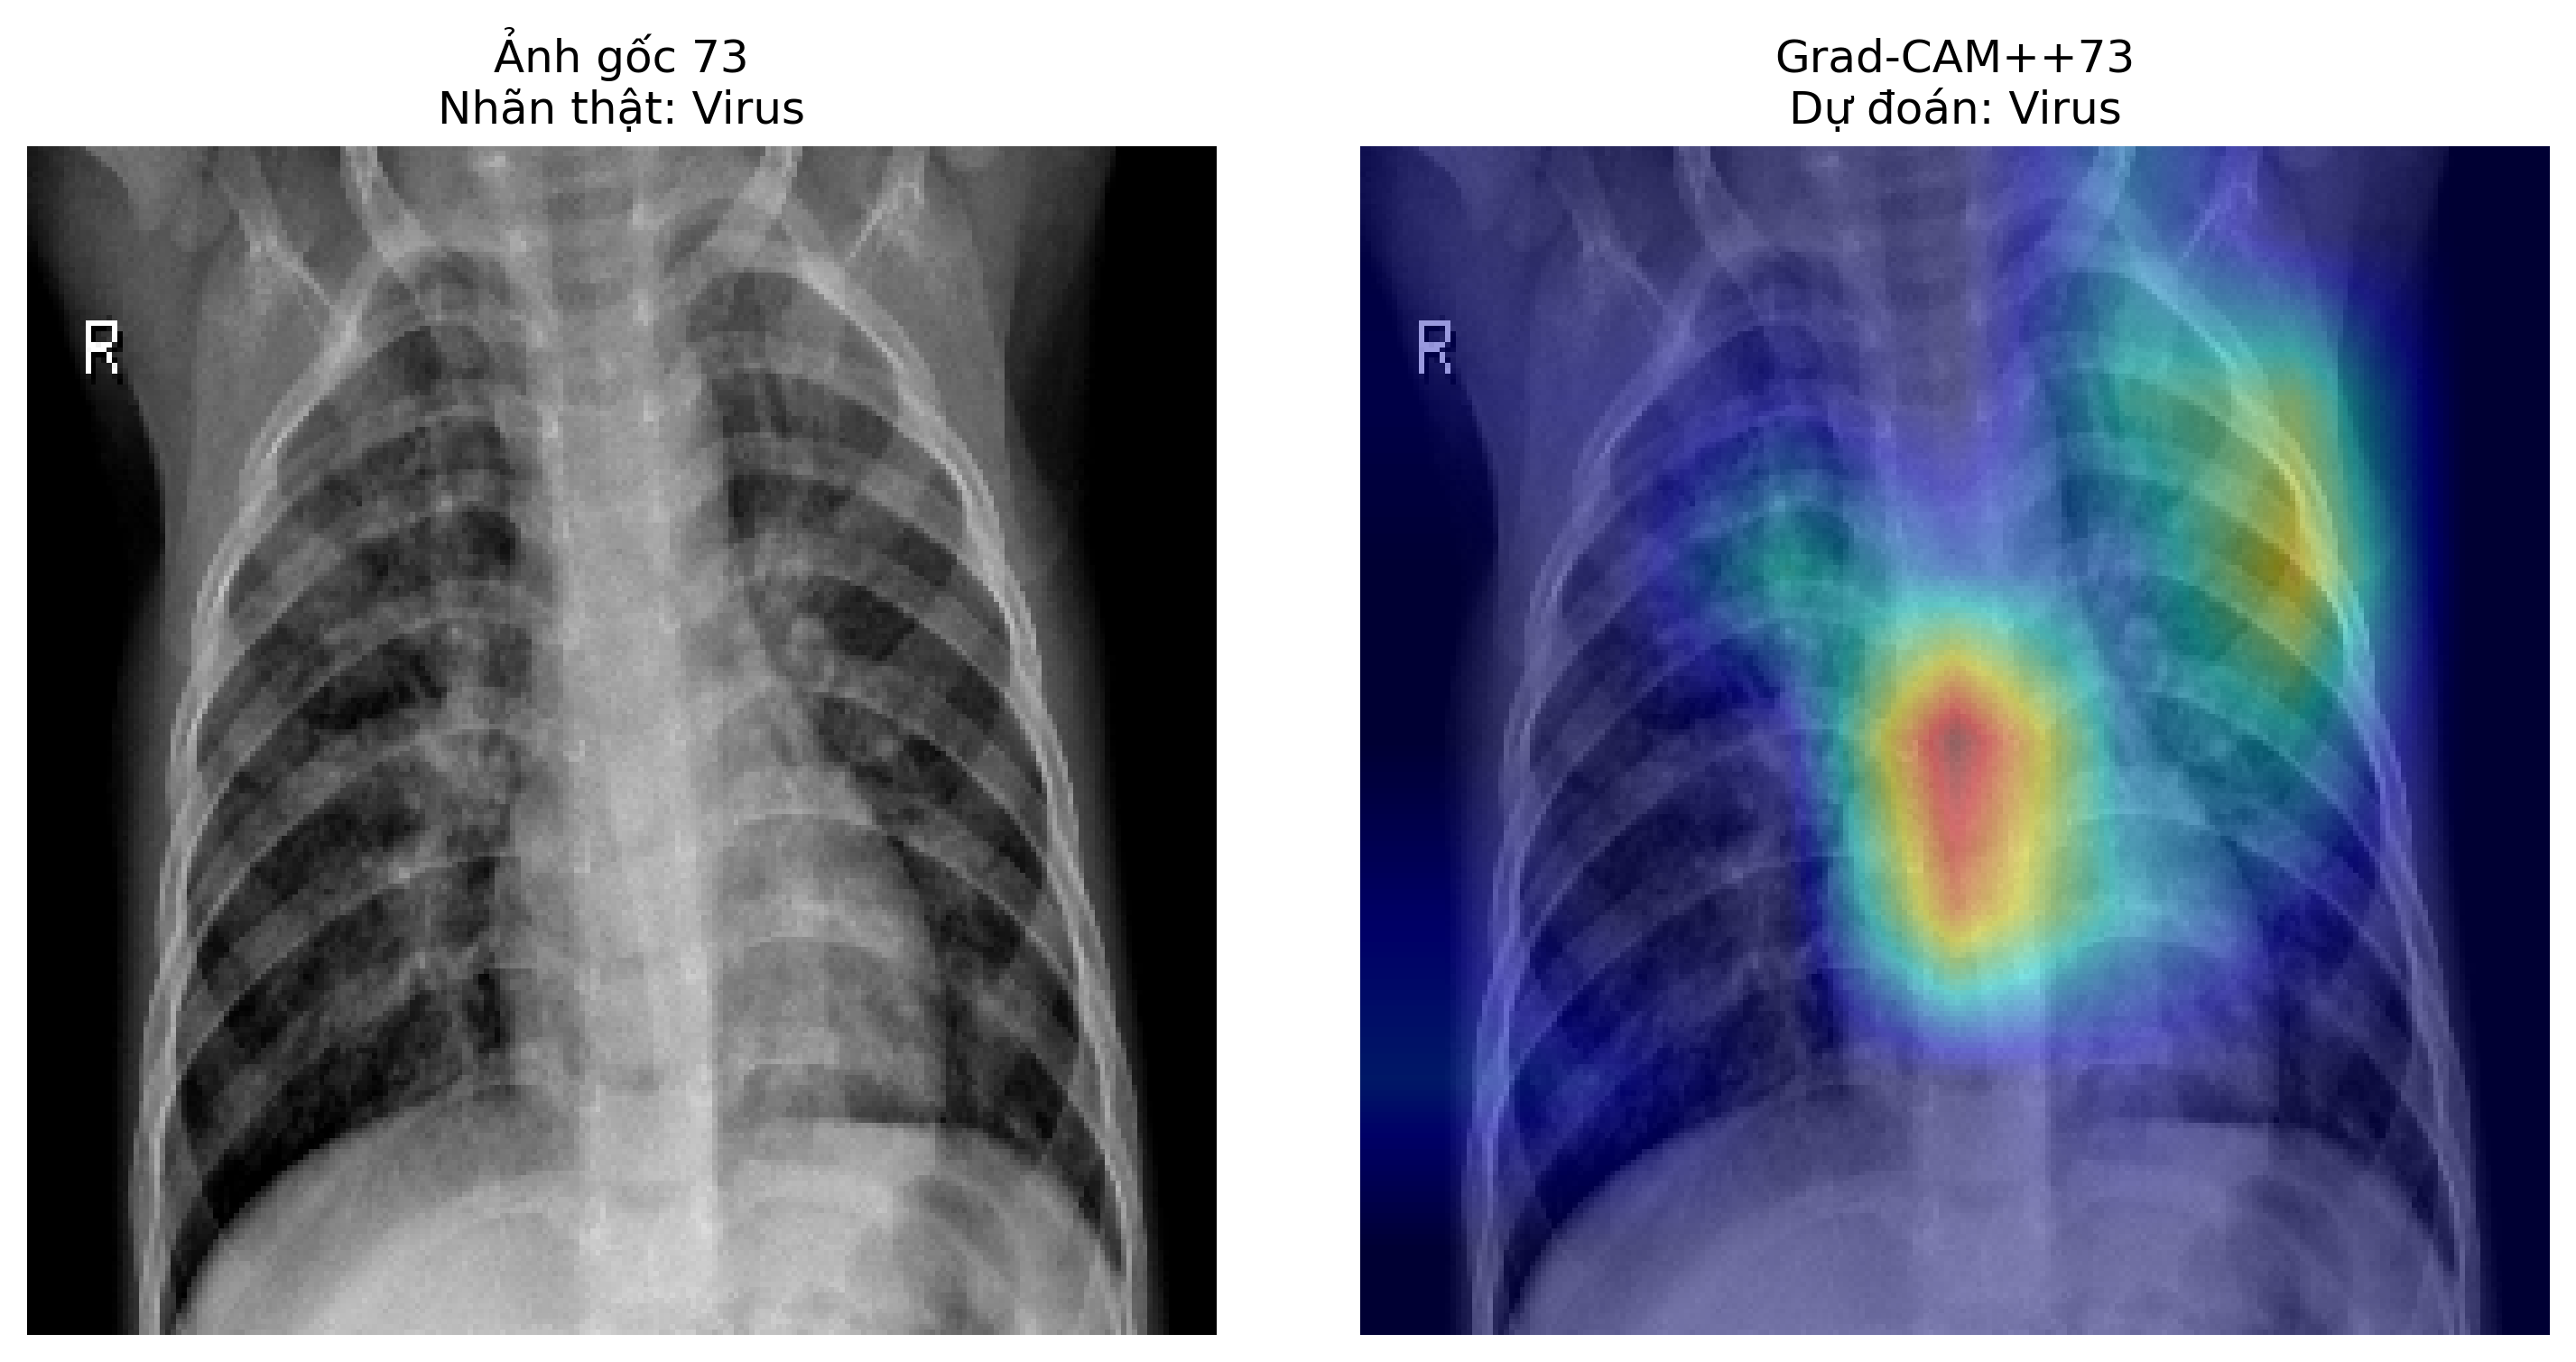 Ảnh gốc 73
Nhãn thật: Virus
R
Grad-CAM++73
Dự đoán: Virus
R